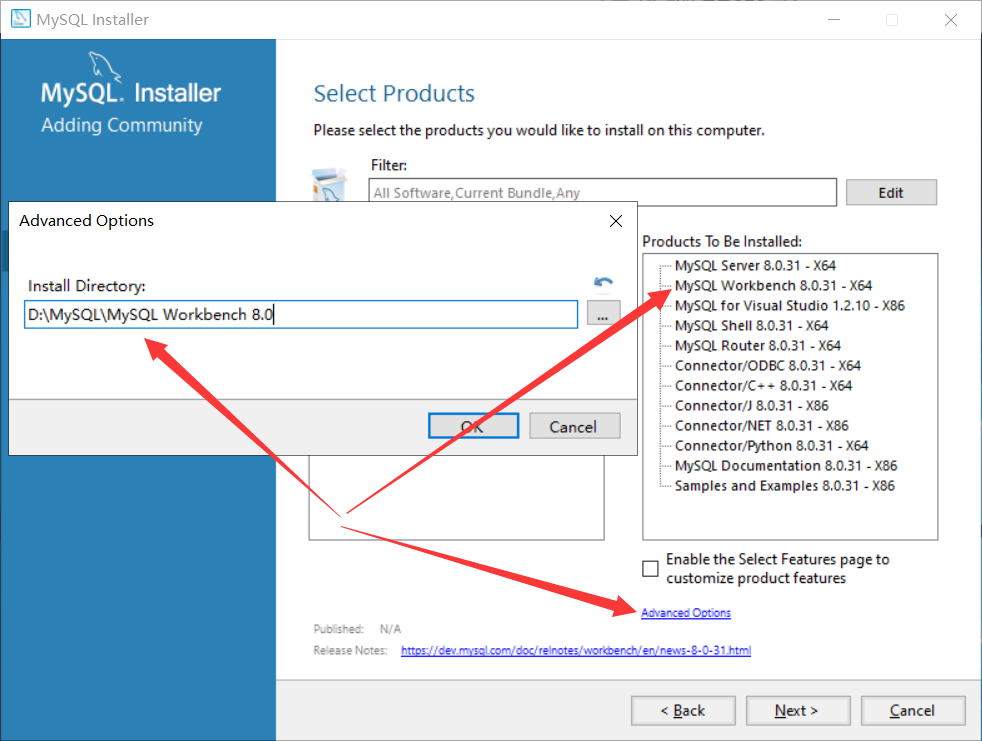 MySQL Installer
MySQL. Installer
Adding Community
Select Products
Please select the products you would like to install on this computer.
Filter:
All Software,Current Bundle,Any
Edit
Advanced Options
Install Directory:
D:\MySQL\MySQL Workbench 8.0
...
OK
Cancel
Products To Be Installed:
MySQL Server 8.0.31 - X64
MySQL Workbench 8.0.31 - X64
MySQL for Visual Studio 1.2.10 - X86
MySQL Shell 8.0.31 - X64
MySQL Router 8.0.31 - X64
Connector/ODBC 8.0.31 - X64
Connector/C++ 8.0.31 - X64
Connector/J 8.0.31 - X86
Connector/NET 8.0.31 - X86
Connector/Python 8.0.31 - X64
MySQL Documentation 8.0.31 - X86
Samples and Examples 8.0.31 - X86
Enable the Select Features page to
customize product features
Advanced Options
Published: N/A
Release Notes: https://dev.mysql.com/doc/relnotes/workbench/en/news-8-0-31.html
< Back
Next >
Cancel